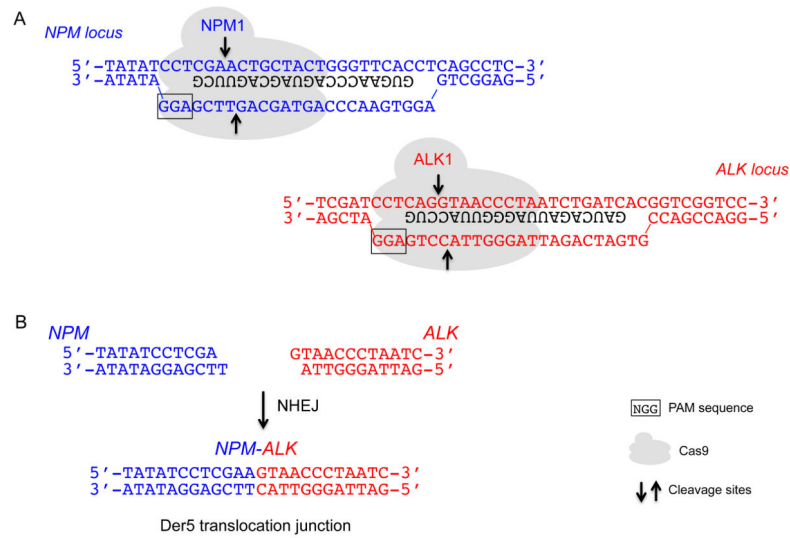 A
NPM locus
NPM1
5′-TATATCCTCGAACTGCTACTGGGTTCACCTCAGCCTC-3′
3′-ATATA GUGAACCCAGUAGCAGUUCG GTCGGAG-5′
GGAGCTTGACGATGACCCAAGTGGA
ALK1
ALK locus
5′-TCGATCCTCAGGTAACCCTAATCTGATCACGGTCGGTCC-3′
3′-AGCTA GAUCAGAUUAGGGUUACCUG CCAGCCAGG-5′
GGAGTCCATTGGGATTAGACTAGTG
B
NPM ALK
5′-TATATCCTCGA GTAACCCTAATC-3′
3′-ATATAGGAGCTT ATTGGGATTAG-5′
NHEJ
NPM-ALK
5′-TATATCCTCGAAGTAACCCTAATC-3′
3′-ATATAGGAGCTTCATTGGGATTAG-5′
Der5 translocation junction
NGG PAM sequence
Cas9
Cleavage sites